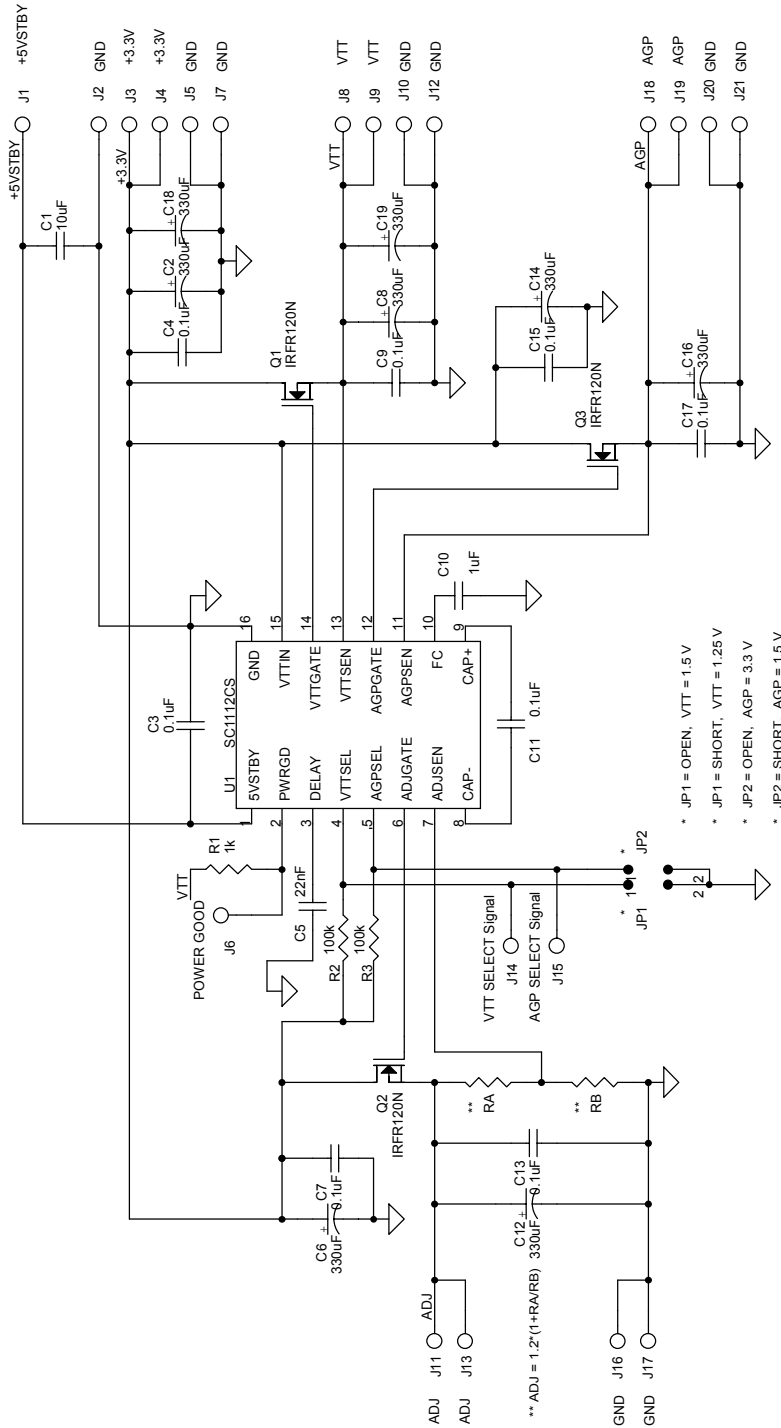 J1 +5VSTBY
+5VSTBY
J2 GND
C1
10uF
J3 +3.3V
+3.3V
J4 +3.3V
J5 GND
J7 GND
+ C18
330uF
+ C2
330uF
C4
0.1uF
J8 VTT
VTT
J9 VTT
J10 GND
J12 GND
+ C19
330uF
+ C8
330uF
C9
0.1uF
Q1
IRFR120N
+ C14
330uF
C15
0.1uF
Q3
IRFR120N
J18 AGP
AGP
J19 AGP
J20 GND
J21 GND
+ C16
330uF
C17
0.1uF
C3
0.1uF
U1
SC1112CS
1 5VSTBY
2 PWRGD
3 DELAY
4 VTTSEL
5 AGPSEL
6 ADJGATE
7 ADJSEN
8 CAP-
GND 16
VTTIN 15
VTTGATE 14
VTTSEN 13
AGPGATE 12
AGPSEN 11
FC 10
CAP+ 9
C10
1uF
C11
0.1uF
VTT
R1
1k
POWER GOOD
J6
C5
22nF
R2
100k
R3
100k
VTT SELECT Signal
J14
AGP SELECT Signal
J15
*
JP1
1
2
*
JP2
2
* JP1 = OPEN, VTT = 1.5 V
* JP1 = SHORT, VTT = 1.25 V
* JP2 = OPEN, AGP = 3.3 V
* JP2 = SHORT, AGP = 1.5 V
Q2
IRFR120N
C6
+
330uF
C7
0.1uF
**
RA
**
RB
C13
0.1uF
C12
+
330uF
ADJ
ADJ J11
ADJ J13
** ADJ = 1.2*(1+RA/RB)
GND J16
GND J17